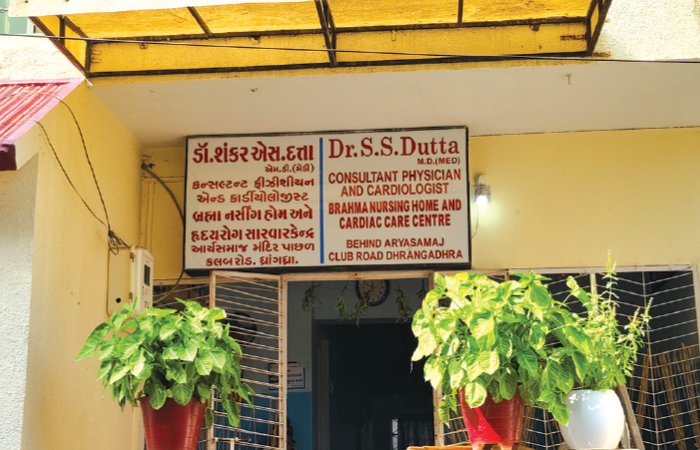 ડૉ.શંકર એસ.દત્તા
એમ.ડી.(મેડી)
કન્સલ્ટન્ટ ફીઝીશીયન
એન્ડ કાર્ડીયોલોજીસ્ટ
બ્રહ્મા નર્સીંગ હોમ અને
હૃદયરોગ સારવારકેન્દ્ર
આર્યસમાજ મંદિર પાછળ
કલબરોડ. ધ્રાંગધ્રા.
Dr.S.S.Dutta
M.D.(MED)
CONSULTANT PHYSICIAN
AND CARDIOLOGIST
BRAHMA NURSING HOME AND
CARDIAC CARE CENTRE
BEHIND ARYASAMAJ
CLUB ROAD DHRANGADHRA